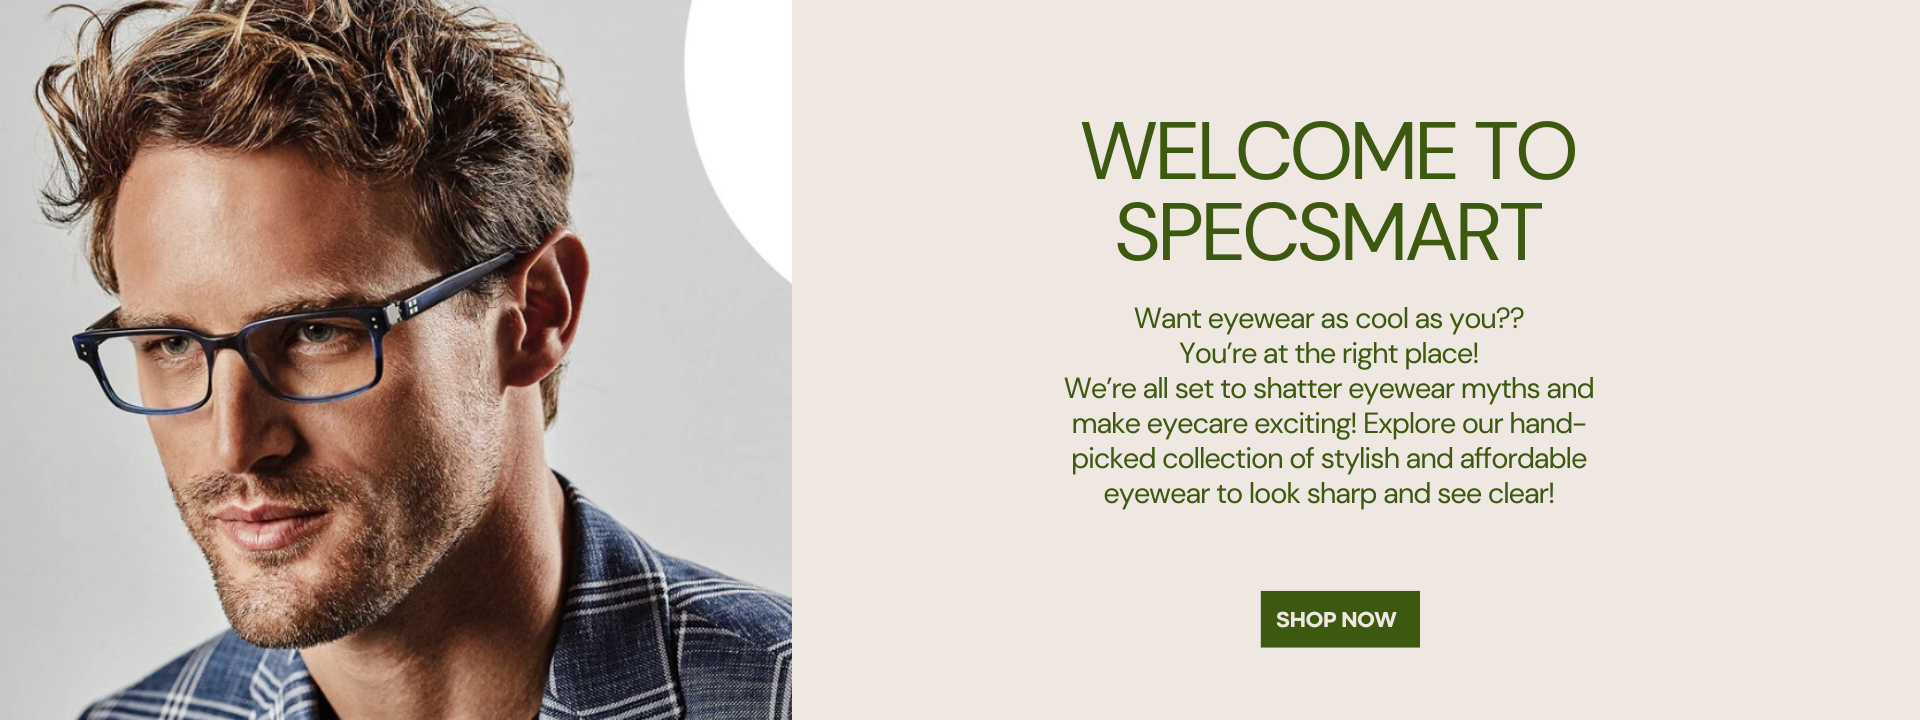 WELCOME TO
SPECSMART
Want eyewear as cool as you??
You’re at the right place!
We’re all set to shatter eyewear myths and
make eyecare exciting! Explore our hand-
picked collection of stylish and affordable
eyewear to look sharp and see clear!
SHOP NOW